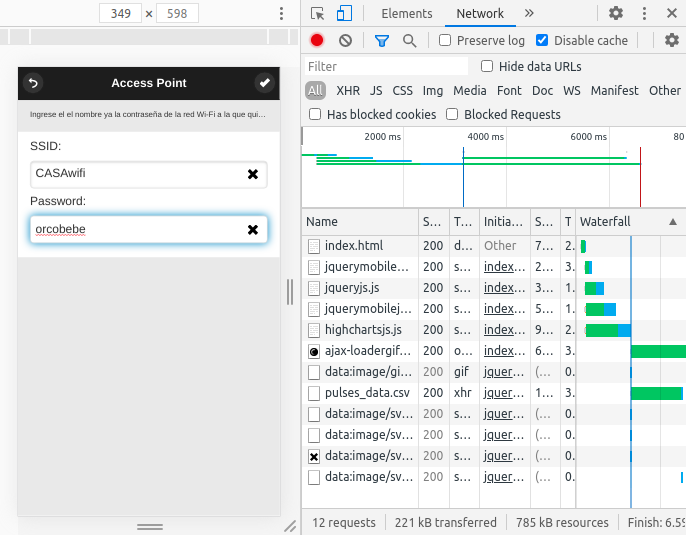 349 × 598
Access Point
Ingrese el el nombre ya la contraseña de la red Wi-Fi a la que qui...
SSID:
CASAwifi
Password:
orcobebe
Elements Network »
Preserve log Disable cache
Filter Hide data URLs
All XHR JS CSS Img Media Font Doc WS Manifest Other
Has blocked cookies Blocked Requests
2000 ms 4000 ms 6000 ms 80
Name S... T... Initia... S... T Waterfall
index.html 200 d... Other 7... 2.
jquerymobile... 200 s... index... 2... 3.
jqueryjs.js 200 s... index... 3... 1.
jquerymobilej... 200 s... index... 5... 1.
highchartsjs.js 200 s... index... 9... 2.
ajax-loadergif... 200 o... index... 6... 3.
data:image/gi... 200 gif jquer... (... 0.
pulses_data.csv 200 xhr jquer... 1... 3.
data:image/sv... 200 s... jquer... (... 0.
data:image/sv... 200 s... jquer... (... 0.
data:image/sv... 200 s... jquer... (... 0.
data:image/sv... 200 s... jquer... (... 0.
12 requests 221 kB transferred 785 kB resources Finish: 6.59